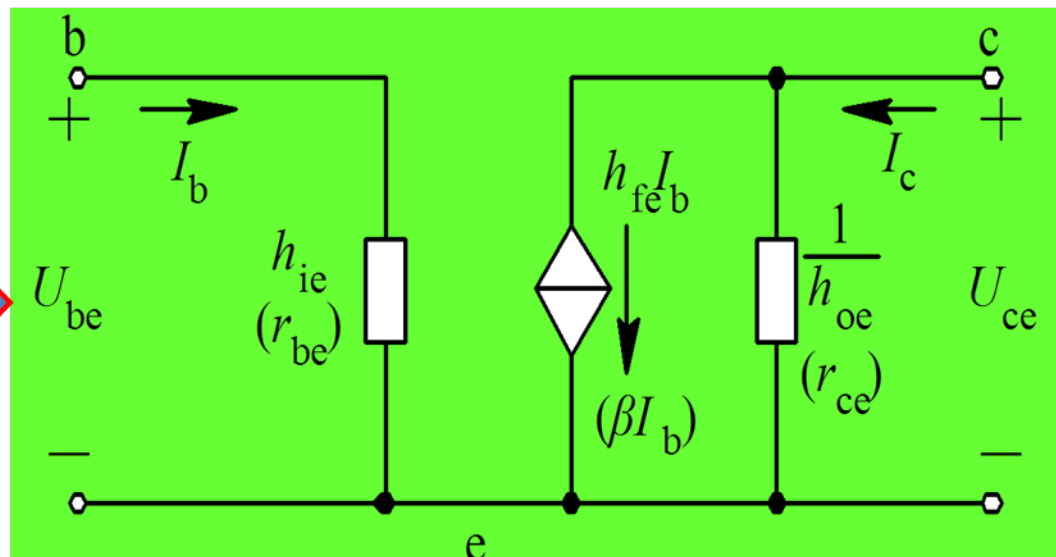 b
c
+
+
I_b
I_c
h_fe I_b
U_be
h_ie
(r_be)
1/h_oe
(r_ce)
U_ce
(βI_b)
−
−
e